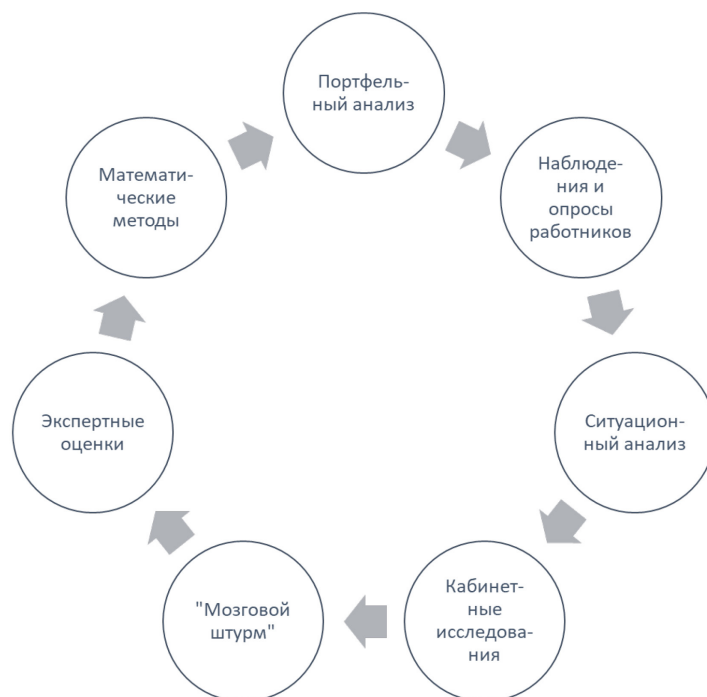 Портфель-
ный анализ
Наблюде-
ния и
опросы
работников
Ситуацион-
ный анализ
Кабинет-
ные
исследова-
ния
"Мозговой
штурм"
Экспертные
оценки
Математи-
ческие
методы